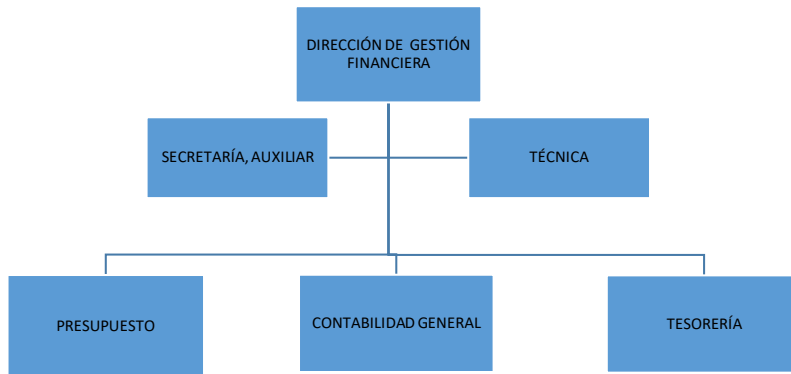 DIRECCIÓN DE GESTIÓN
FINANCIERA
SECRETARÍA, AUXILIAR
TÉCNICA
PRESUPUESTO
CONTABILIDAD GENERAL
TESORERÍA